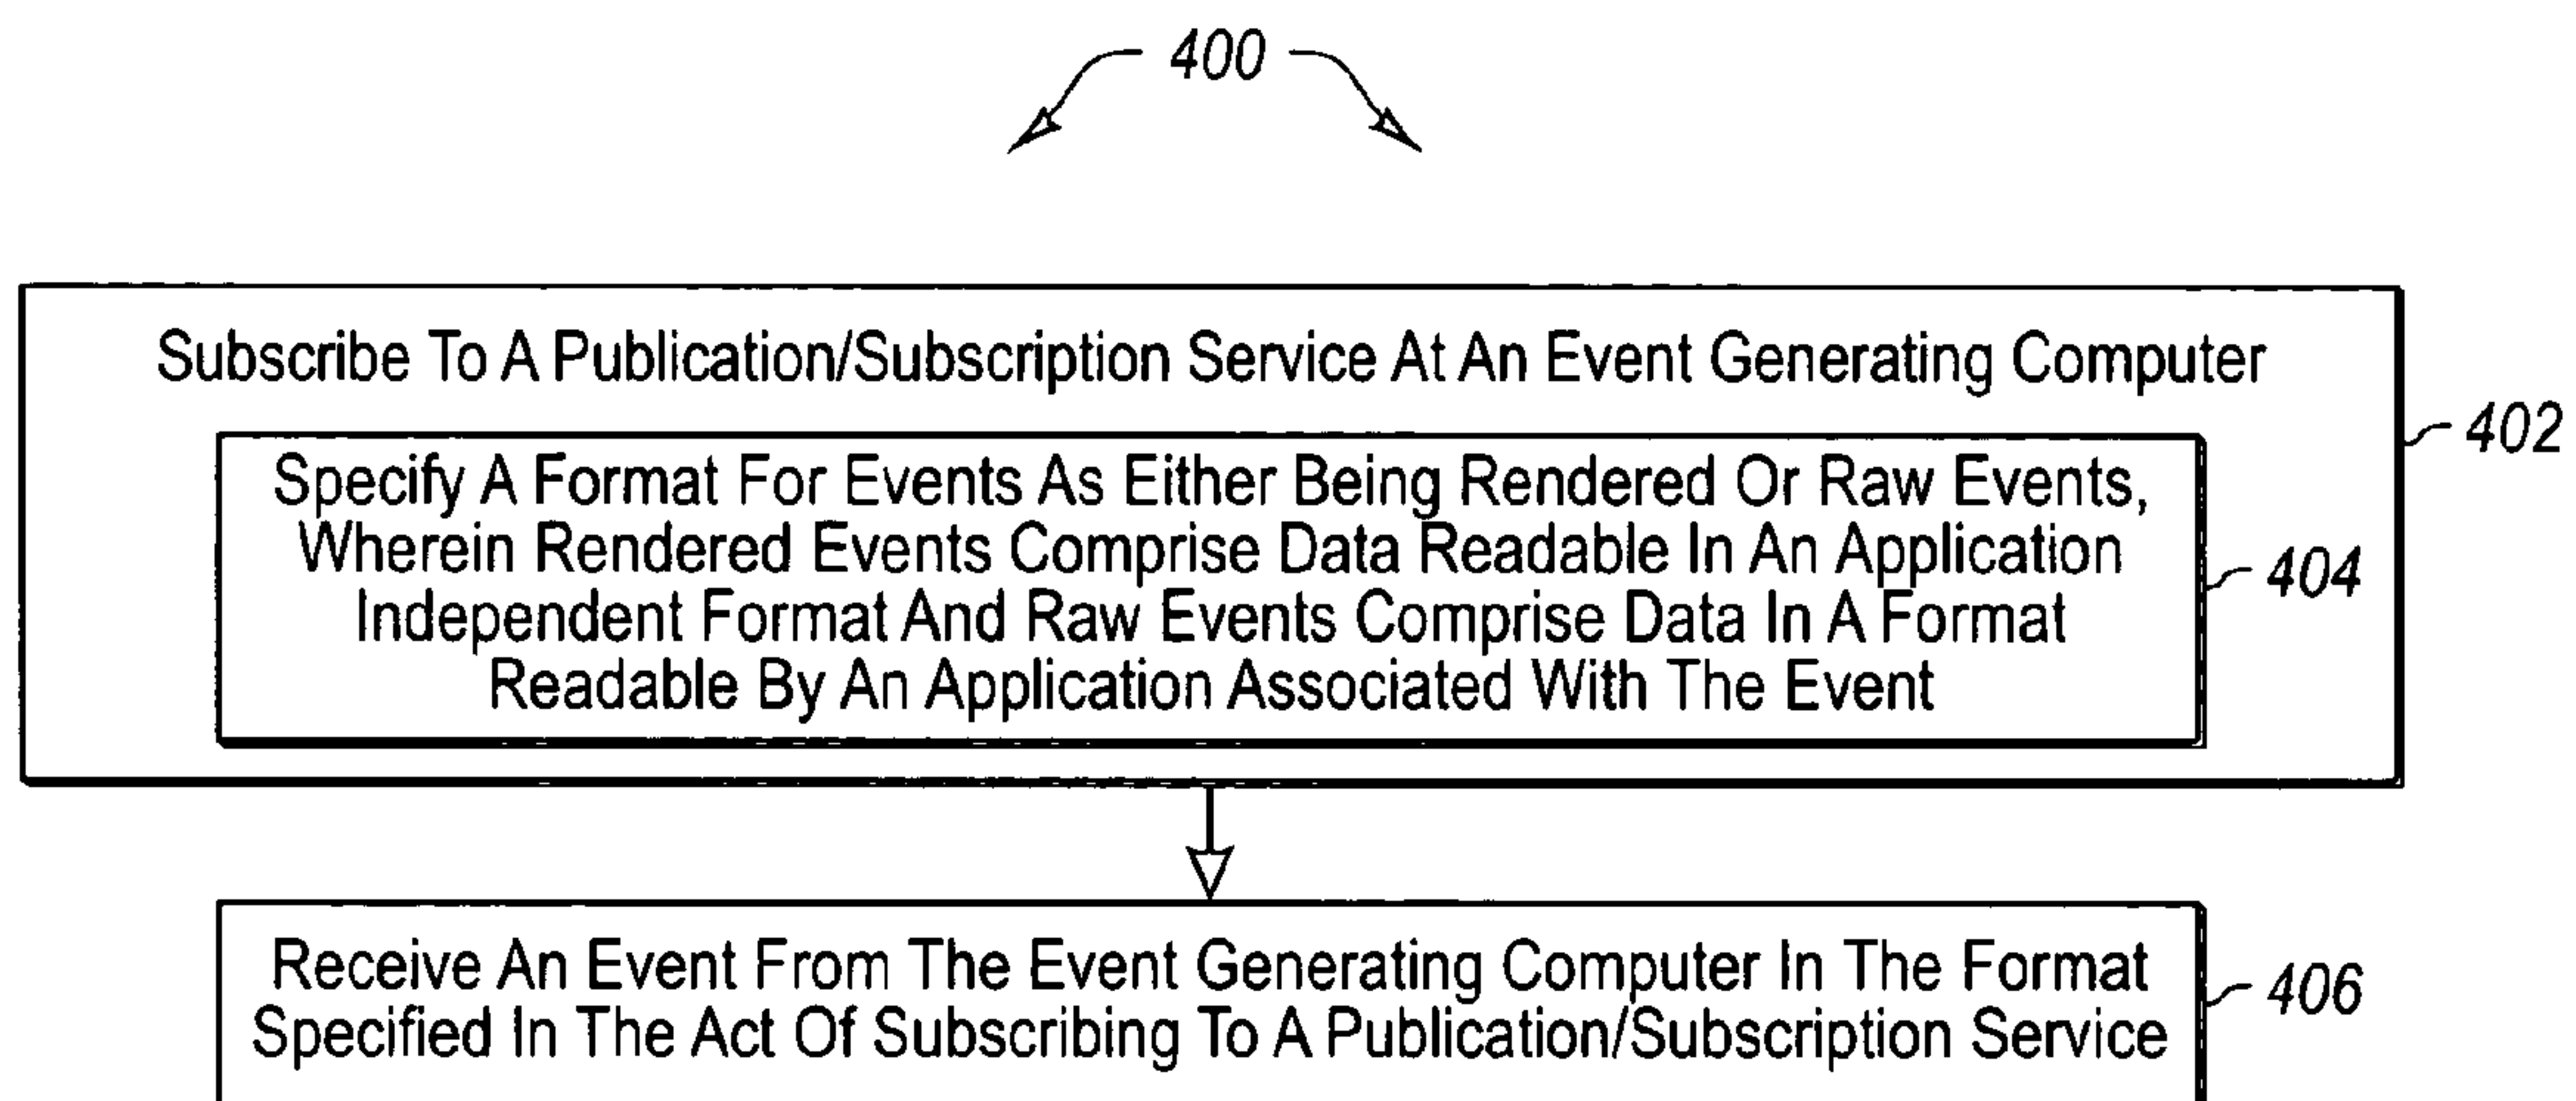 400
Subscribe To A Publication/Subscription Service At An Event Generating Computer
402
Specify A Format For Events As Either Being Rendered Or Raw Events,
Wherein Rendered Events Comprise Data Readable In An Application
Independent Format And Raw Events Comprise Data In A Format
Readable By An Application Associated With The Event
404
Receive An Event From The Event Generating Computer In The Format
Specified In The Act Of Subscribing To A Publication/Subscription Service
406